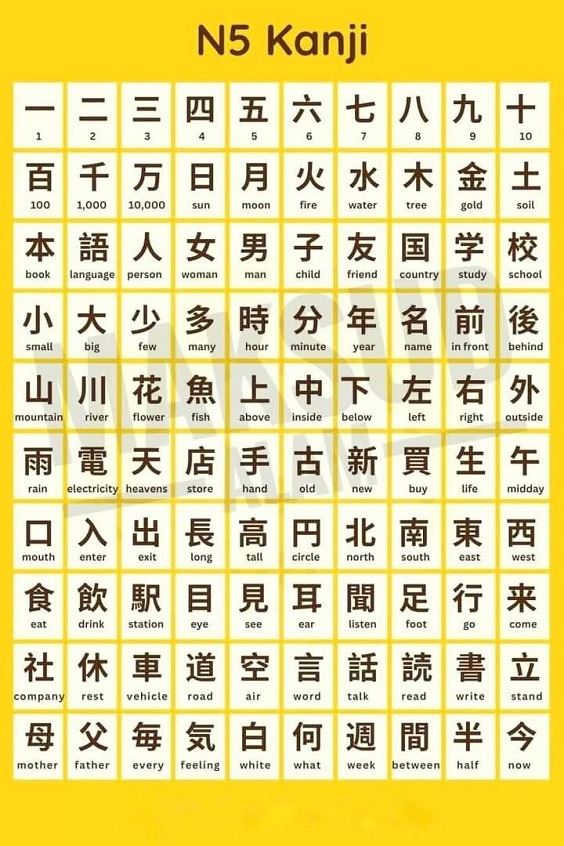 N5 Kanji
一 二 三 四 五 六 七 八 九 十
1 2 3 4 5 6 7 8 9 10
百 千 万 日 月 火 水 木 金 土
100 1,000 10,000 sun moon fire water tree gold soil
本 語 人 女 男 子 友 国 学 校
book language person woman man child friend country study school
小 大 少 多 時 分 年 名 前 後
small big few many hour minute year name in front behind
山 川 花 魚 上 中 下 左 右 外
mountain river flower fish above inside below left right outside
雨 電 天 店 手 古 新 買 生 午
rain electricity heavens store hand old new buy life midday
口 入 出 長 高 円 北 南 東 西
mouth enter exit long tall circle north south east west
食 飲 駅 目 見 耳 聞 足 行 来
eat drink station eye see ear listen foot go come
社 休 車 道 空 言 話 読 書 立
company rest vehicle road air word talk read write stand
母 父 毎 気 白 何 週 間 半 今
mother father every feeling white what week between half now
MAKSUD
ALAM